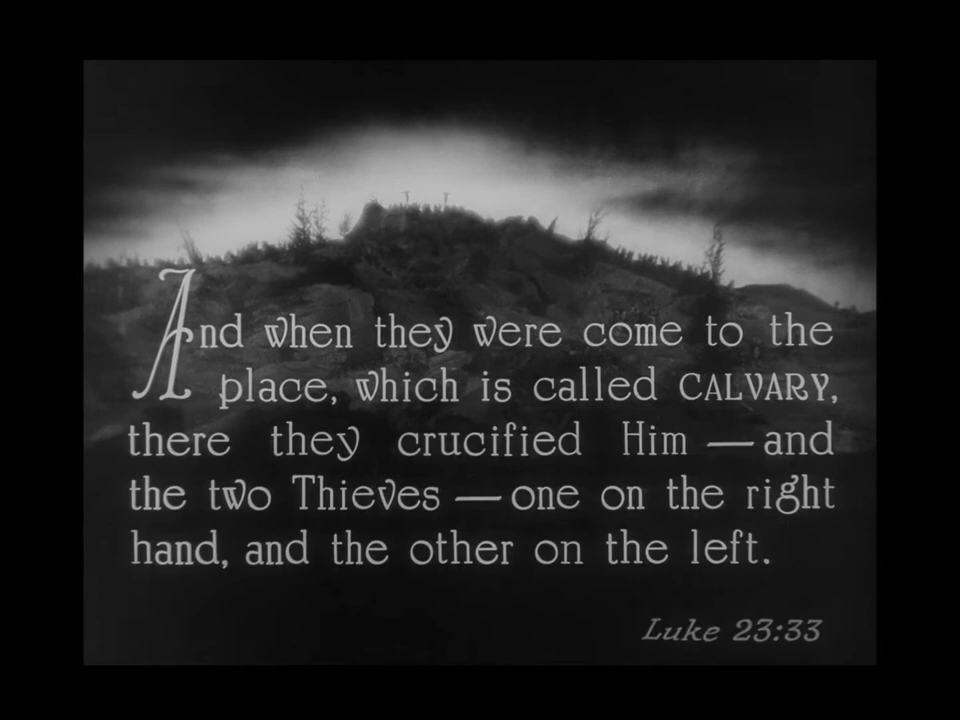 And when they were come to the
place, which is called CALVARY,
there they crucified Him — and
the two Thieves — one on the right
hand, and the other on the left.
Luke 23:33